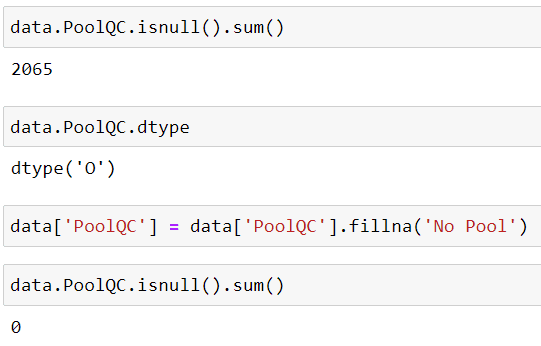 data.PoolQC.isnull().sum()
2065
data.PoolQC.dtype
dtype('O')
data['PoolQC'] = data['PoolQC'].fillna('No Pool')
data.PoolQC.isnull().sum()
0